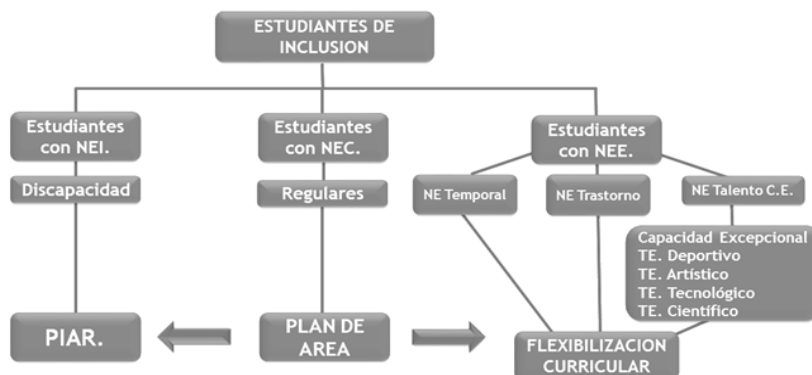 ESTUDIANTES DE
INCLUSION
Estudiantes
con NEI.
Estudiantes
con NEC.
Estudiantes
con NEE.
Discapacidad
Regulares
NE Temporal
NE Trastorno
NE Talento C.E.
Capacidad Excepcional
TE. Deportivo
TE. Artístico
TE. Tecnológico
TE. Científico
PIAR.
PLAN DE
AREA
FLEXIBILIZACION
CURRICULAR